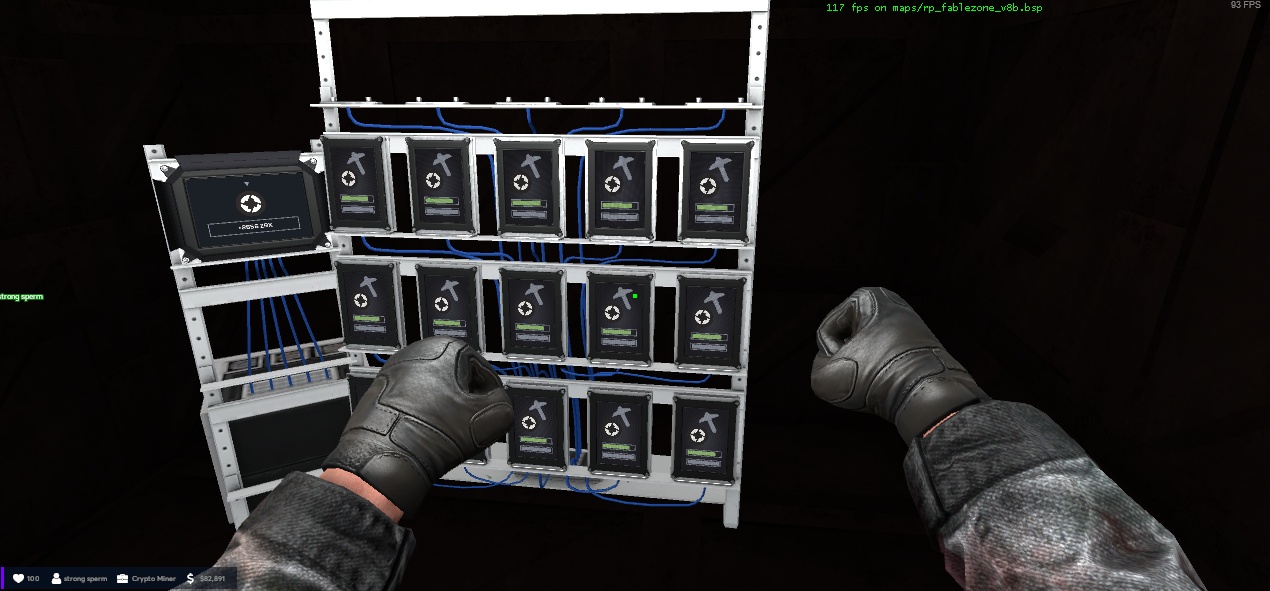 117 fps on maps/rp_fablezone_v8b.bsp
93 FPS
strong sperm
100 strong sperm Crypto Miner $82,891